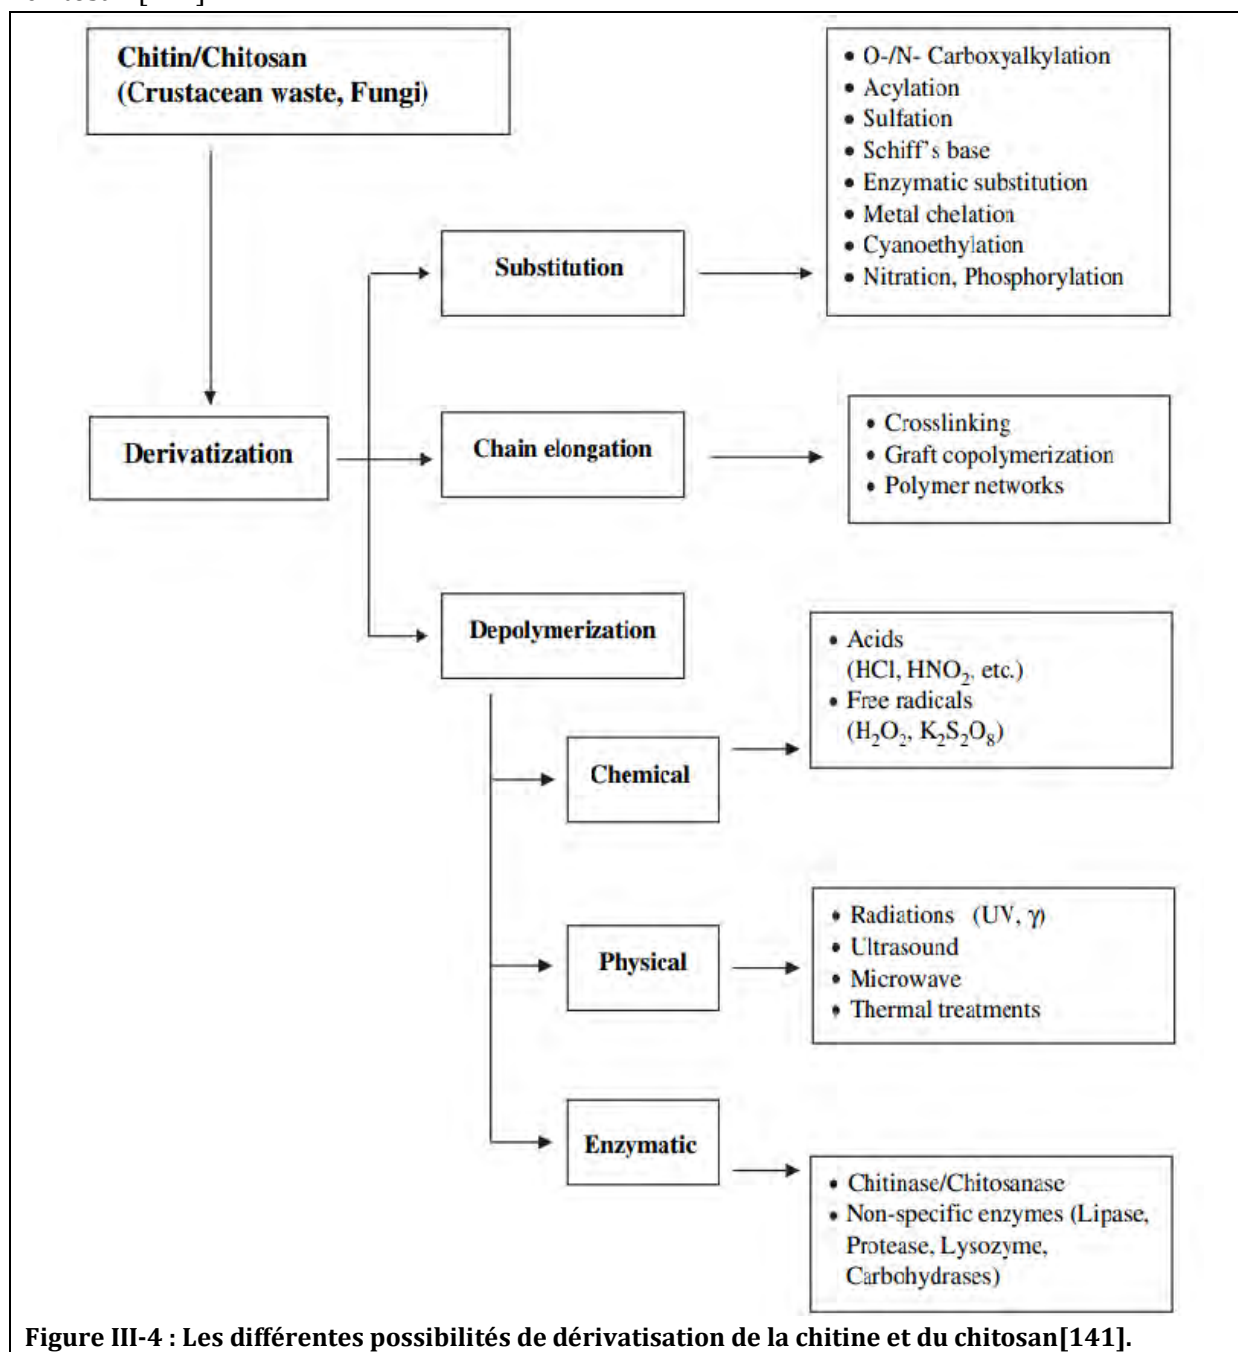 Chitin/Chitosan
(Crustacean waste, Fungi)
• O-/N- Carboxyalkylation
• Acylation
• Sulfation
• Schiff's base
• Enzymatic substitution
• Metal chelation
• Cyanoethylation
• Nitration, Phosphorylation
Substitution
Derivatization
Chain elongation
• Crosslinking
• Graft copolymerization
• Polymer networks
Depolymerization
• Acids
(HCl, HNO₂, etc.)
• Free radicals
(H₂O₂, K₂S₂O₈)
Chemical
• Radiations (UV, γ)
• Ultrasound
• Microwave
• Thermal treatments
Physical
Enzymatic
• Chitinase/Chitosanase
• Non-specific enzymes (Lipase,
Protease, Lysozyme,
Carbohydrases)
Figure III-4 : Les différentes possibilités de dérivatisation de la chitine et du chitosan[141].